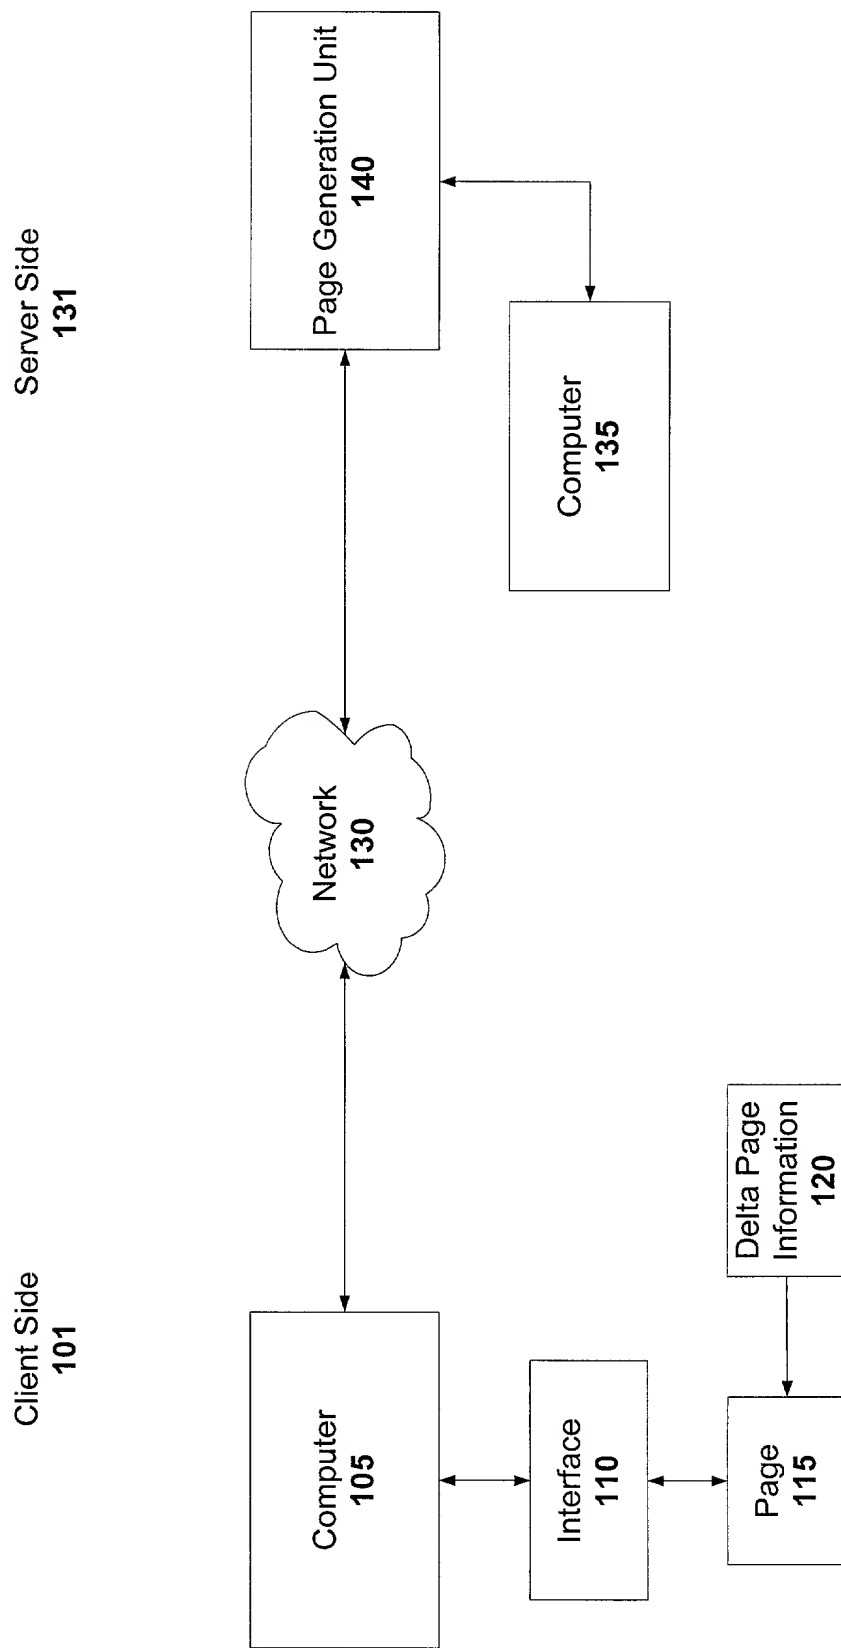 Client Side
101
Server Side
131
Computer
105
Network
130
Page Generation Unit
140
Interface
110
Computer
135
Page
115
Delta Page
Information
120